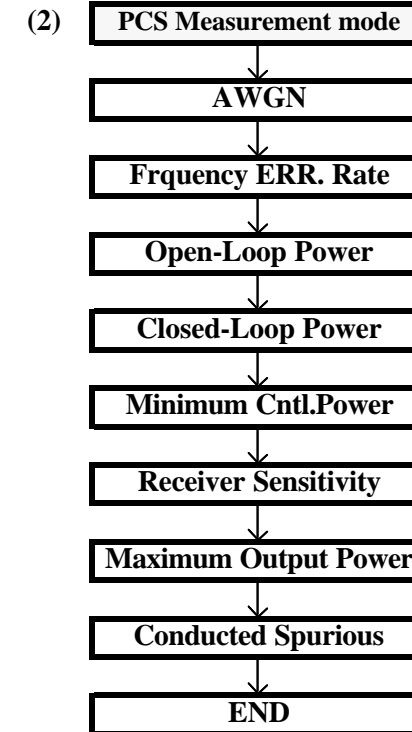 (2) PCS Measurement mode
AWGN
Frquency ERR. Rate
Open-Loop Power
Closed-Loop Power
Minimum Cntl.Power
Receiver Sensitivity
Maximum Output Power
Conducted Spurious
END